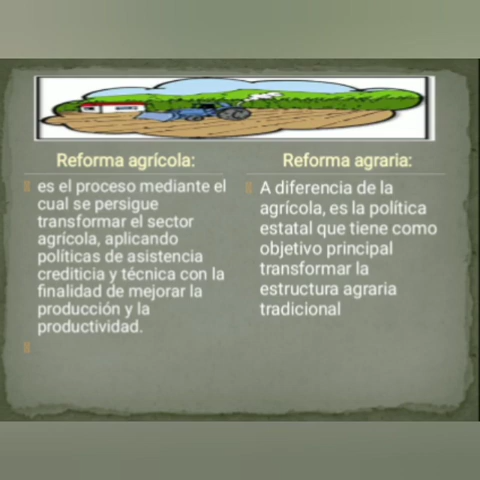 Reforma agrícola:
es el proceso mediante el
cual se persigue
transformar el sector
agrícola, aplicando
políticas de asistencia
crediticia y técnica con la
finalidad de mejorar la
producción y la
productividad.
Reforma agraria:
A diferencia de la
agrícola, es la política
estatal que tiene como
objetivo principal
transformar la
estructura agraria
tradicional